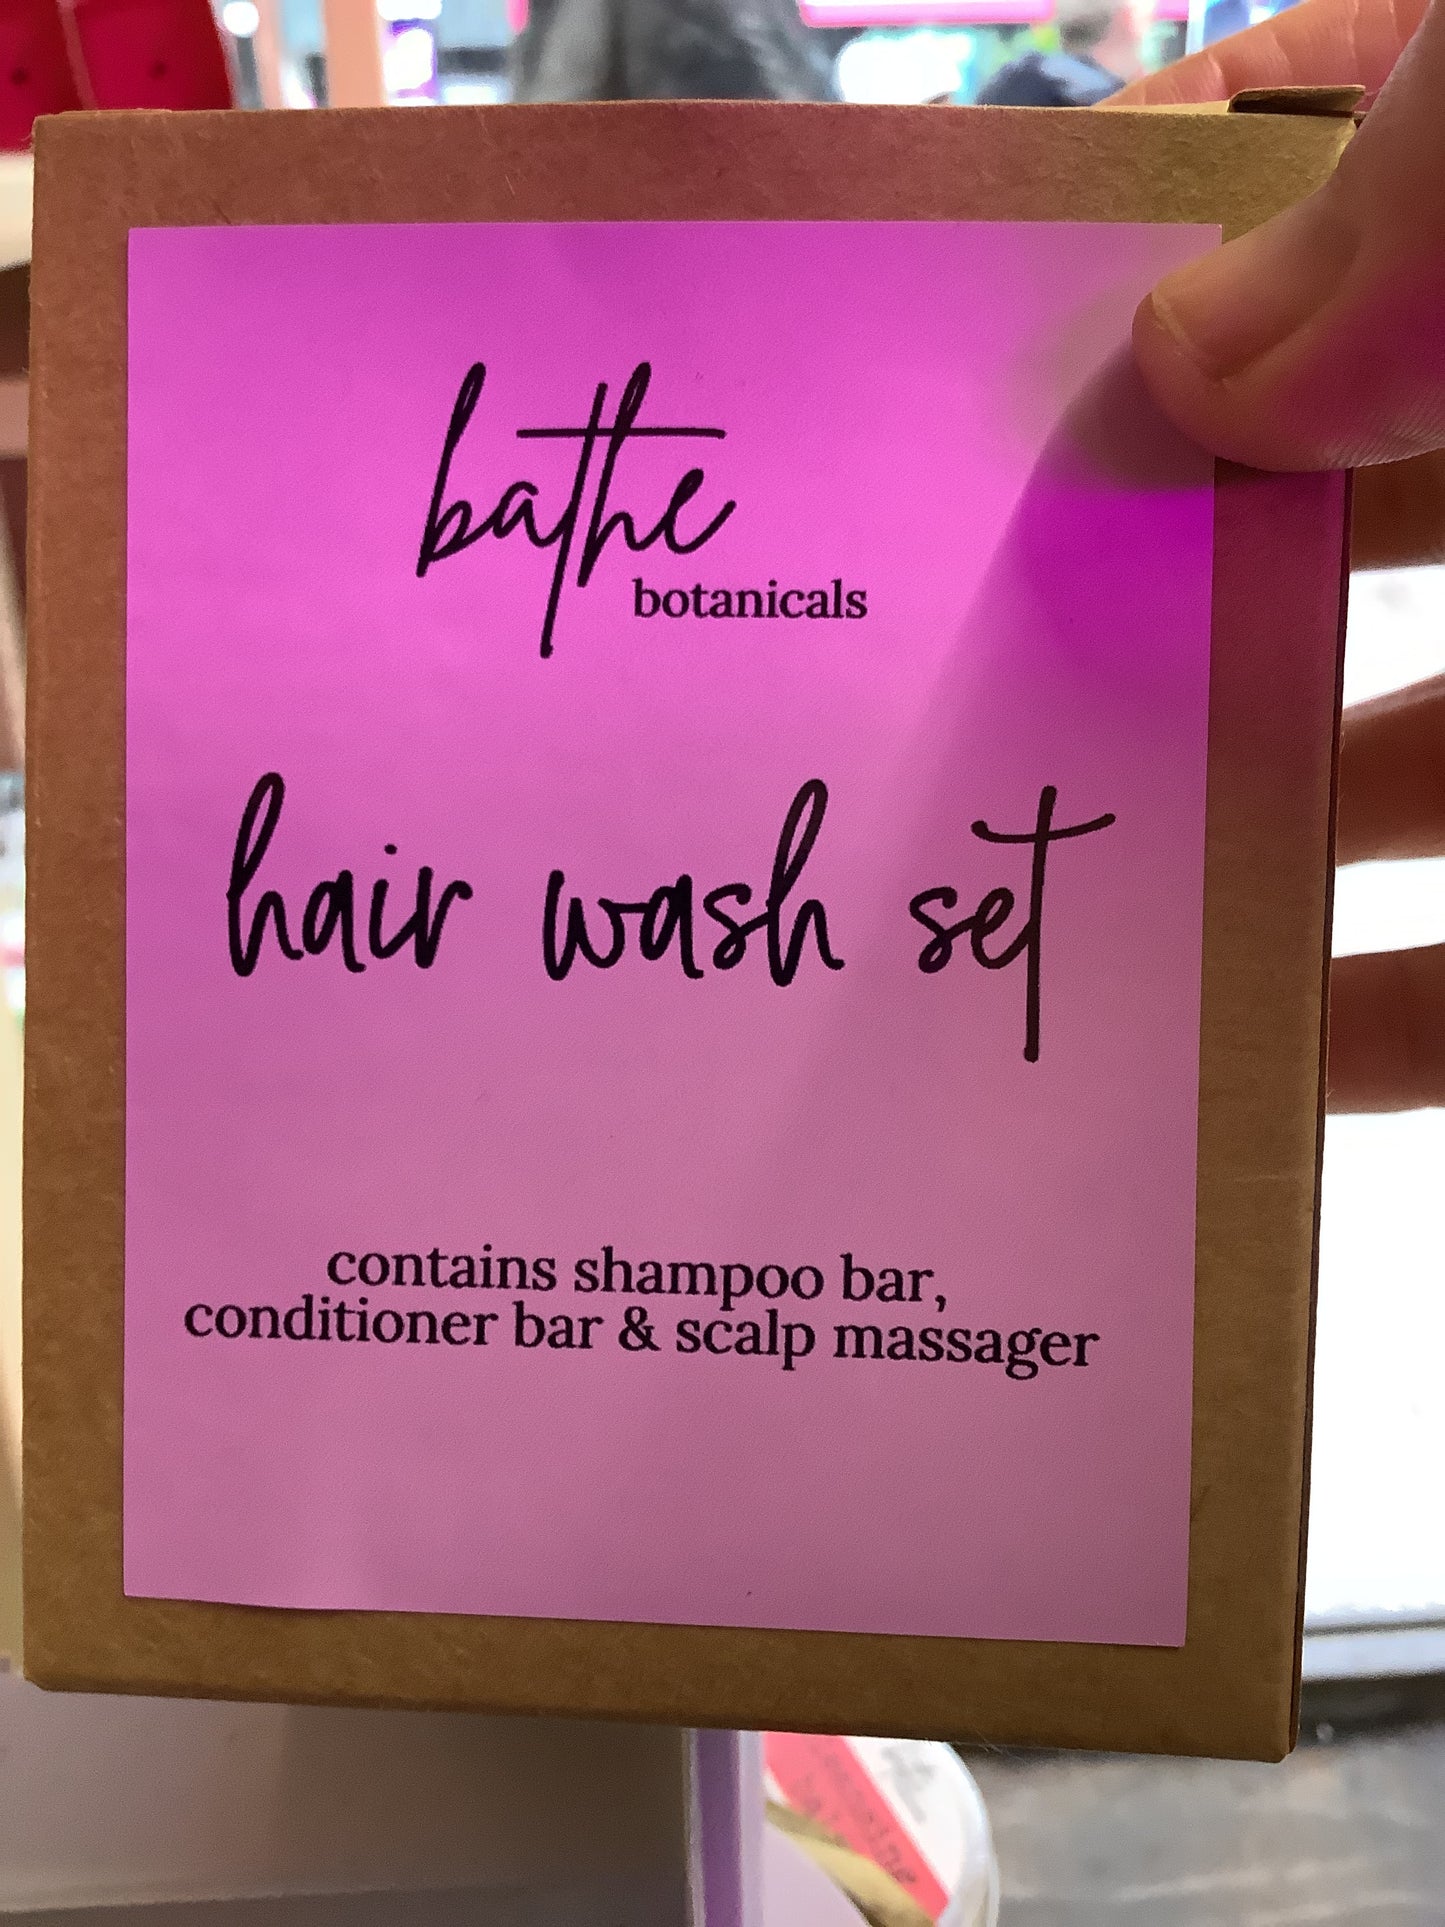 bathe
botanicals
hair wash set
contains shampoo bar,
conditioner bar & scalp massager